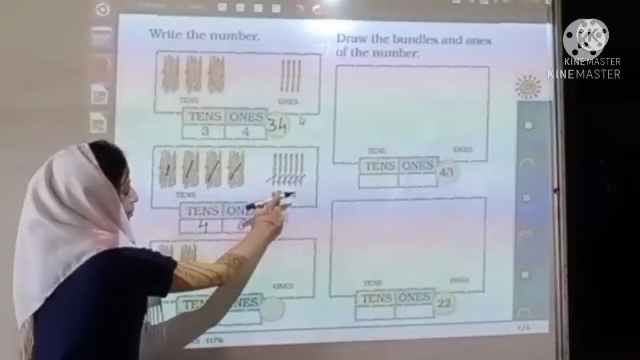 Write the number.
TENS ONES
TENS ONES
3 4 34
TENS
TENS
4
ONES
Draw the bundles and ones
of the number.
TENS ONES
TENS ONES
43
TENS ONES
TENS ONES
22
KINEMASTER
KINEMASTER